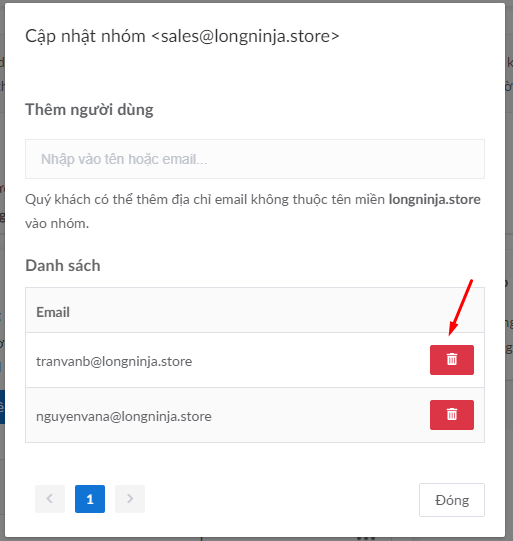 Cập nhật nhóm <sales@longninja.store>
Thêm người dùng
Nhập vào tên hoặc email...
Quý khách có thể thêm địa chỉ email không thuộc tên miền longninja.store
vào nhóm.
Danh sách
Email
tranvanb@longninja.store
nguyenvana@longninja.store
1
Đóng